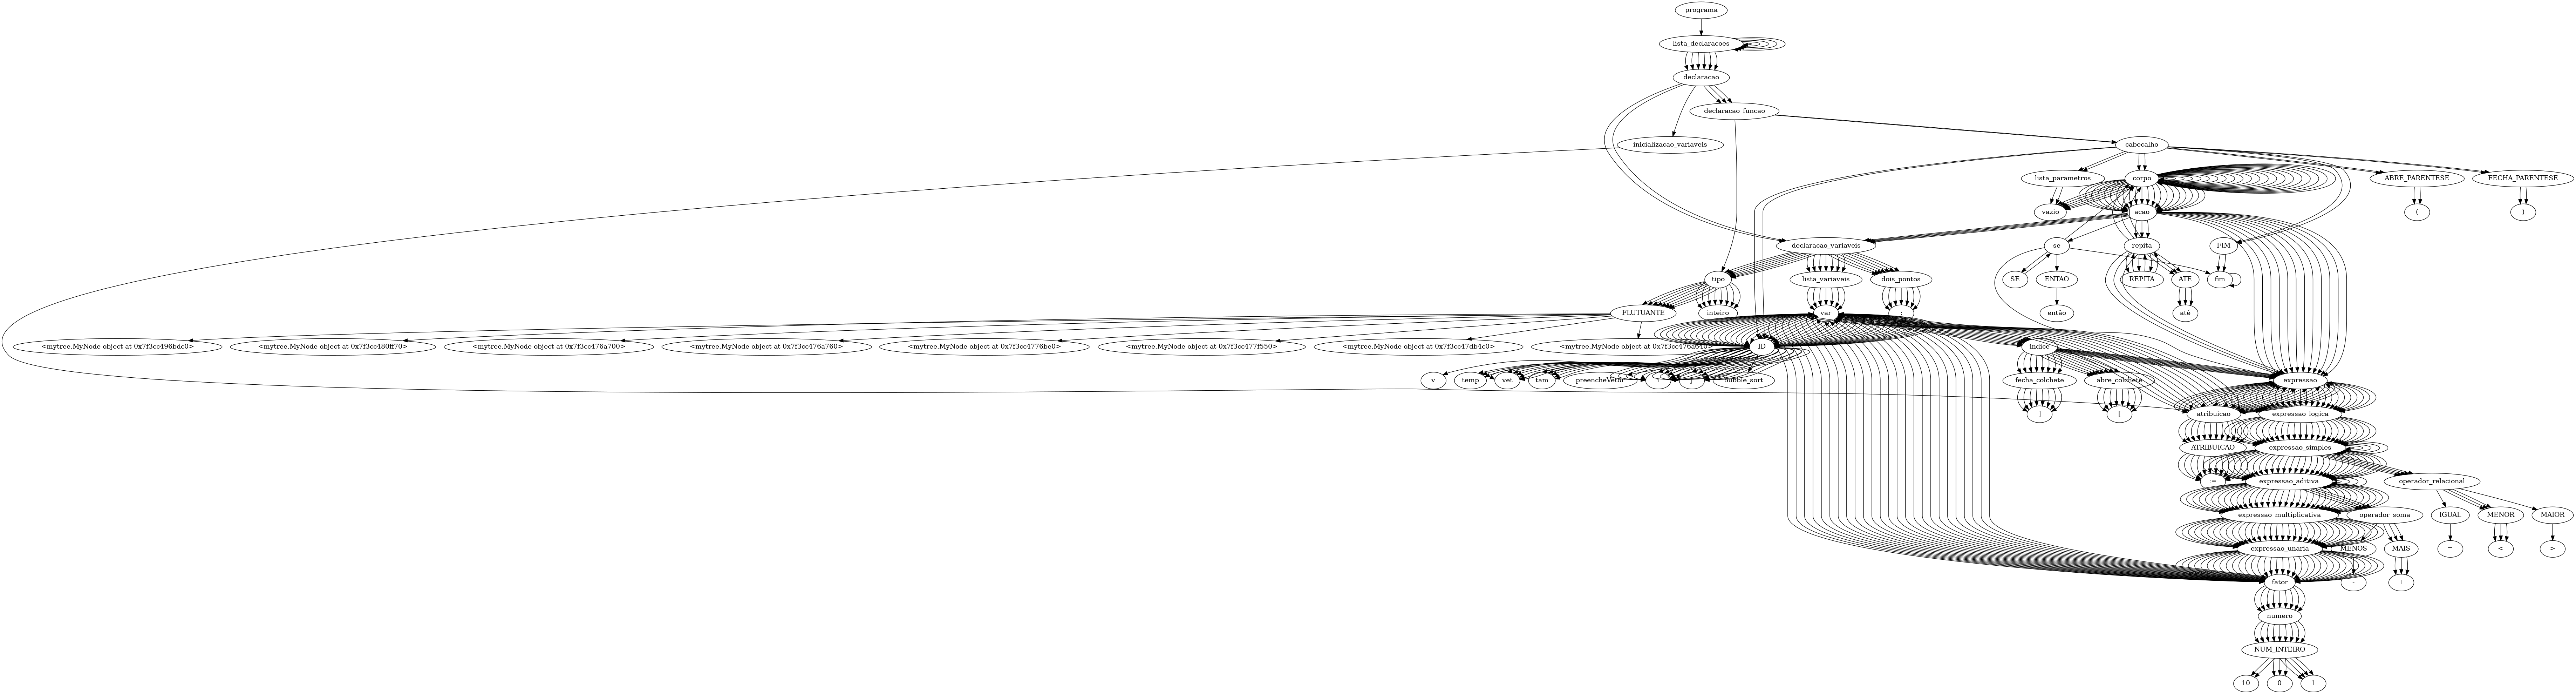 programa
lista_declaracoes
declaracao
declaracao_funcao
inicializacao_variaveis
cabecalho
lista_parametros
corpo
ABRE_PARENTESE
FECHA_PARENTESE
vazio
acao
(
)
declaracao_variaveis
se
repita
FIM
tipo
lista_variaveis
dois_pontos
SE
ENTAO
REPITA
ATE
fim
FLUTUANTE
inteiro
var
:
então
até
<mytree.MyNode object at 0x7f3cc496bdc0>
<mytree.MyNode object at 0x7f3cc480ff70>
<mytree.MyNode object at 0x7f3cc476a700>
<mytree.MyNode object at 0x7f3cc476a760>
<mytree.MyNode object at 0x7f3cc4776be0>
<mytree.MyNode object at 0x7f3cc477f550>
<mytree.MyNode object at 0x7f3cc47db4c0>
<mytree.MyNode object at 0x7f3cc476a640>
ID
indice
v
temp
vet
tam
preencheVetor
i
j
bubble_sort
fecha_colchete
abre_colchete
expressao
]
[
atribuicao
expressao_logica
ATRIBUICAO
expressao_simples
:=
expressao_aditiva
operador_relacional
expressao_multiplicativa
operador_soma
IGUAL
MENOR
MAIOR
expressao_unaria
MENOS
MAIS
=
<
>
fator
-
+
numero
NUM_INTEIRO
10
0
1